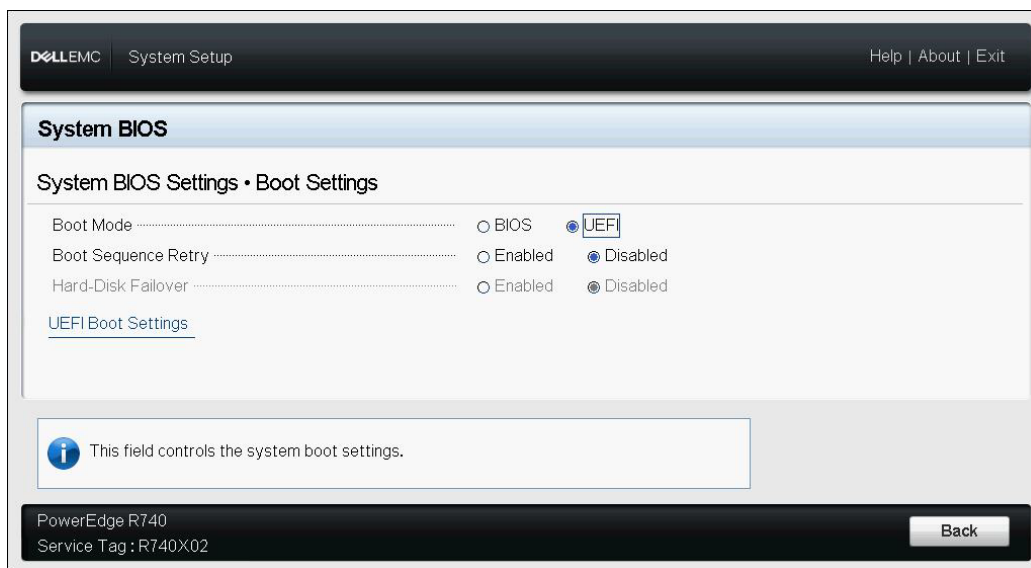 DELLEMC System Setup Help | About | Exit
System BIOS
System BIOS Settings • Boot Settings
Boot Mode BIOS UEFI
Boot Sequence Retry Enabled Disabled
Hard-Disk Failover Enabled Disabled
UEFI Boot Settings
This field controls the system boot settings.
PowerEdge R740
Service Tag : R740X02
Back